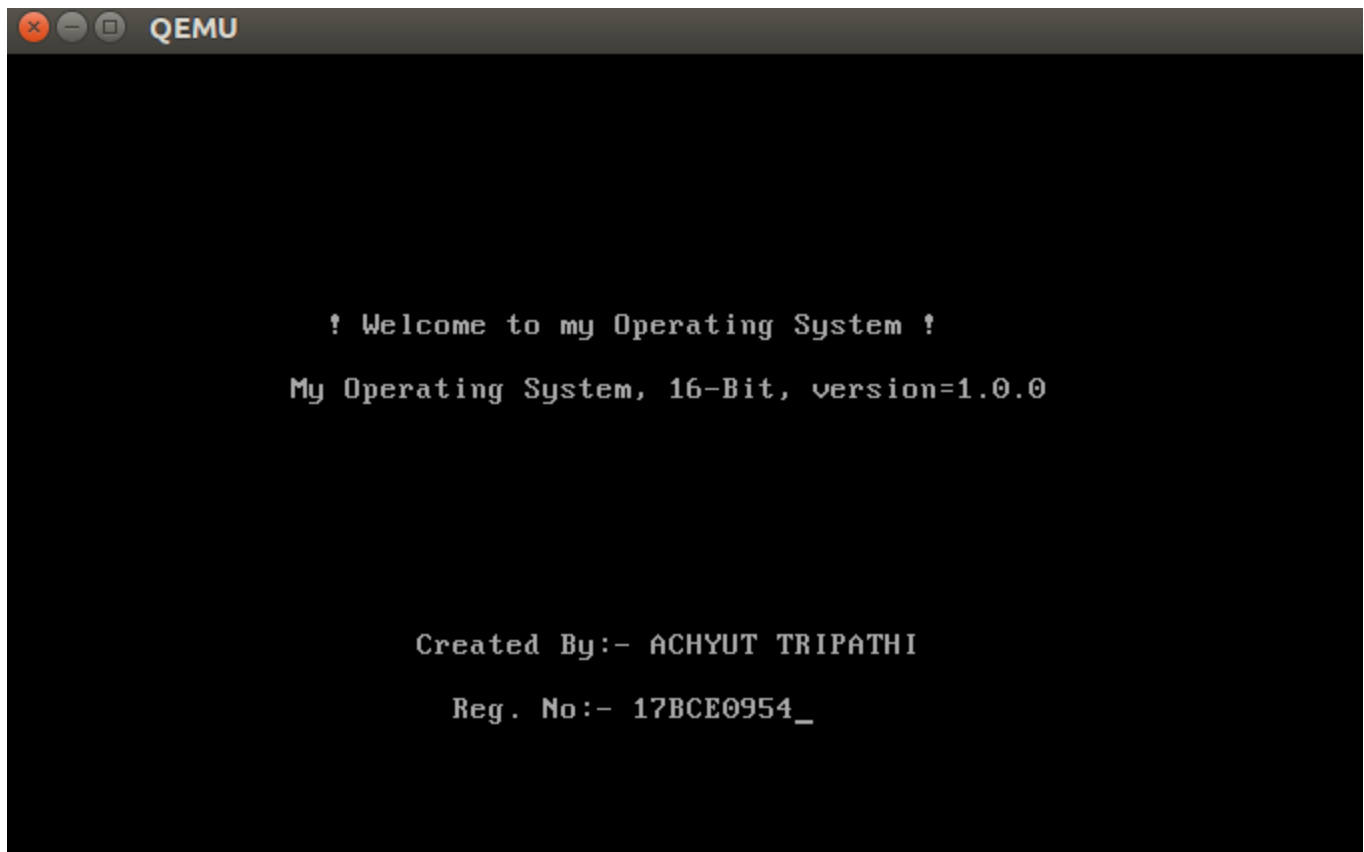 QEMU
! Welcome to my Operating System !
My Operating System, 16-Bit, version=1.0.0
Created By:- ACHYUT TRIPATHI
Reg. No:- 17BCE0954_